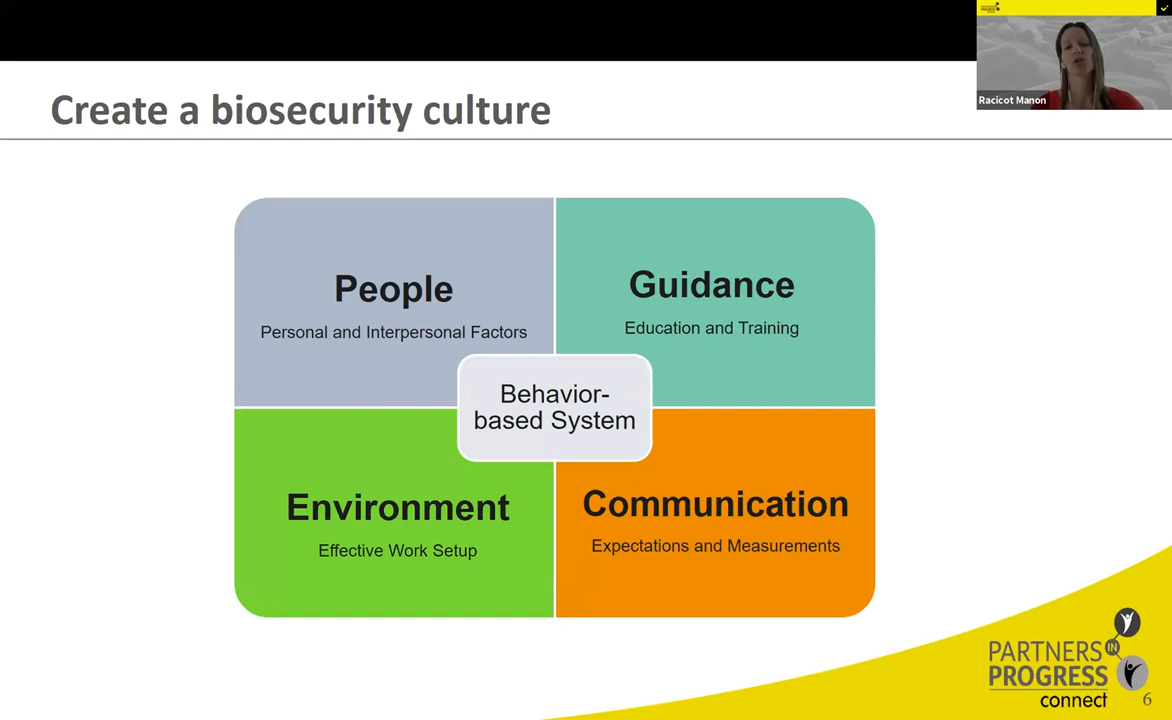 Racicot Manon
Create a biosecurity culture
People
Personal and Interpersonal Factors
Guidance
Education and Training
Behavior-
based System
Environment
Effective Work Setup
Communication
Expectations and Measurements
PARTNERS IN
PROGRESS
connect
6